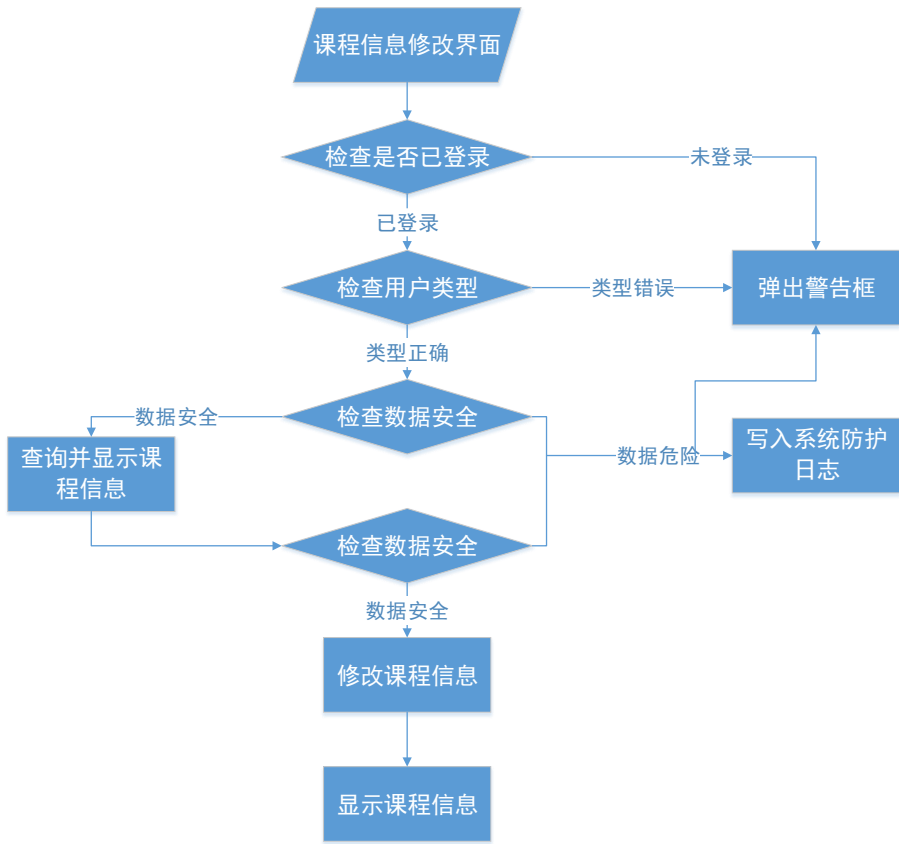 课程信息修改界面
检查是否已登录
未登录
已登录
检查用户类型
类型错误
弹出警告框
类型正确
数据安全
检查数据安全
查询并显示课
程信息
数据危险
写入系统防护
日志
检查数据安全
数据安全
修改课程信息
显示课程信息